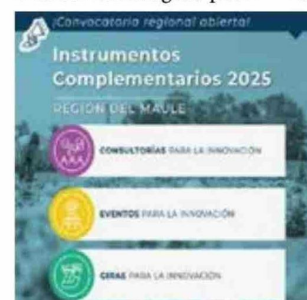 ¡Convocatoria regional abierta!
Instrumentos
Complementarios 2025
REGIÓN DEL MAULE
CONSULTORÍAS PARA LA INNOVACIÓN
EVENTOS PARA LA INNOVACIÓN
GIRAS PARA LA INNOVACIÓN